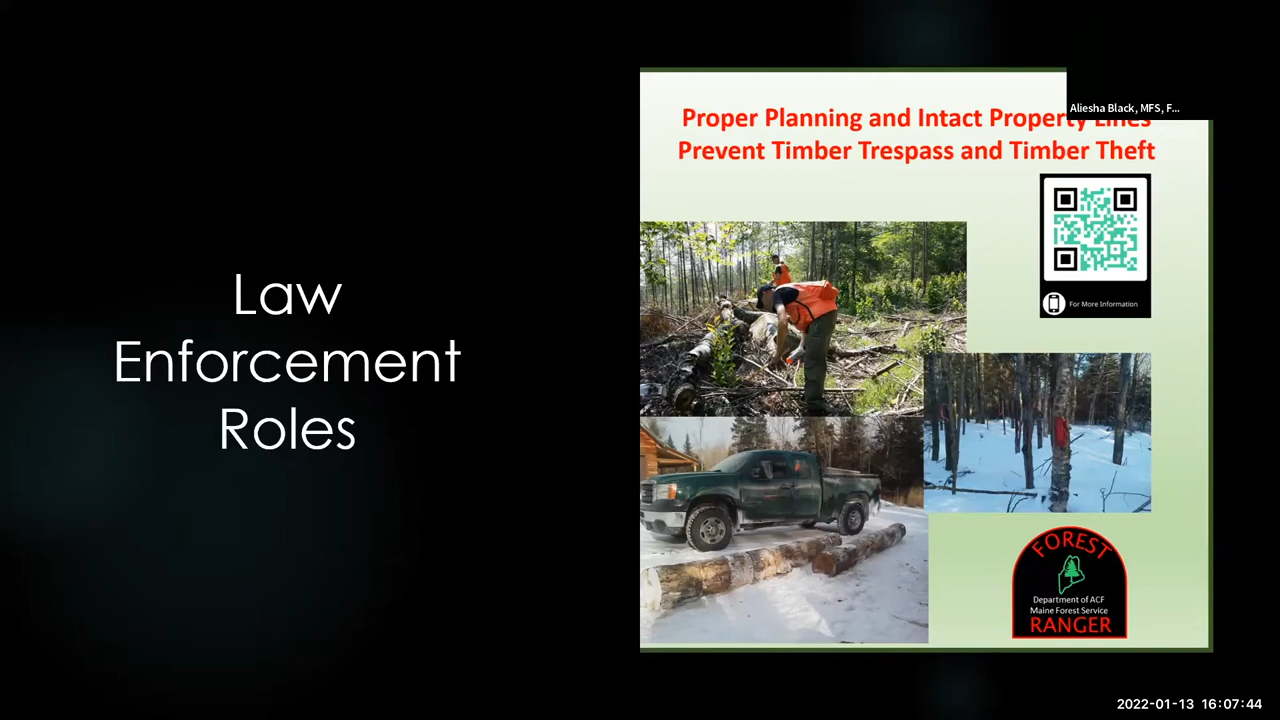 Law
Enforcement
Roles
Aliesha Black, MFS, F...
Proper Planning and Intact Property Lines
Prevent Timber Trespass and Timber Theft
For More Information
FOREST
Department of ACF
Maine Forest Service
RANGER
2022-01-13 16:07:44